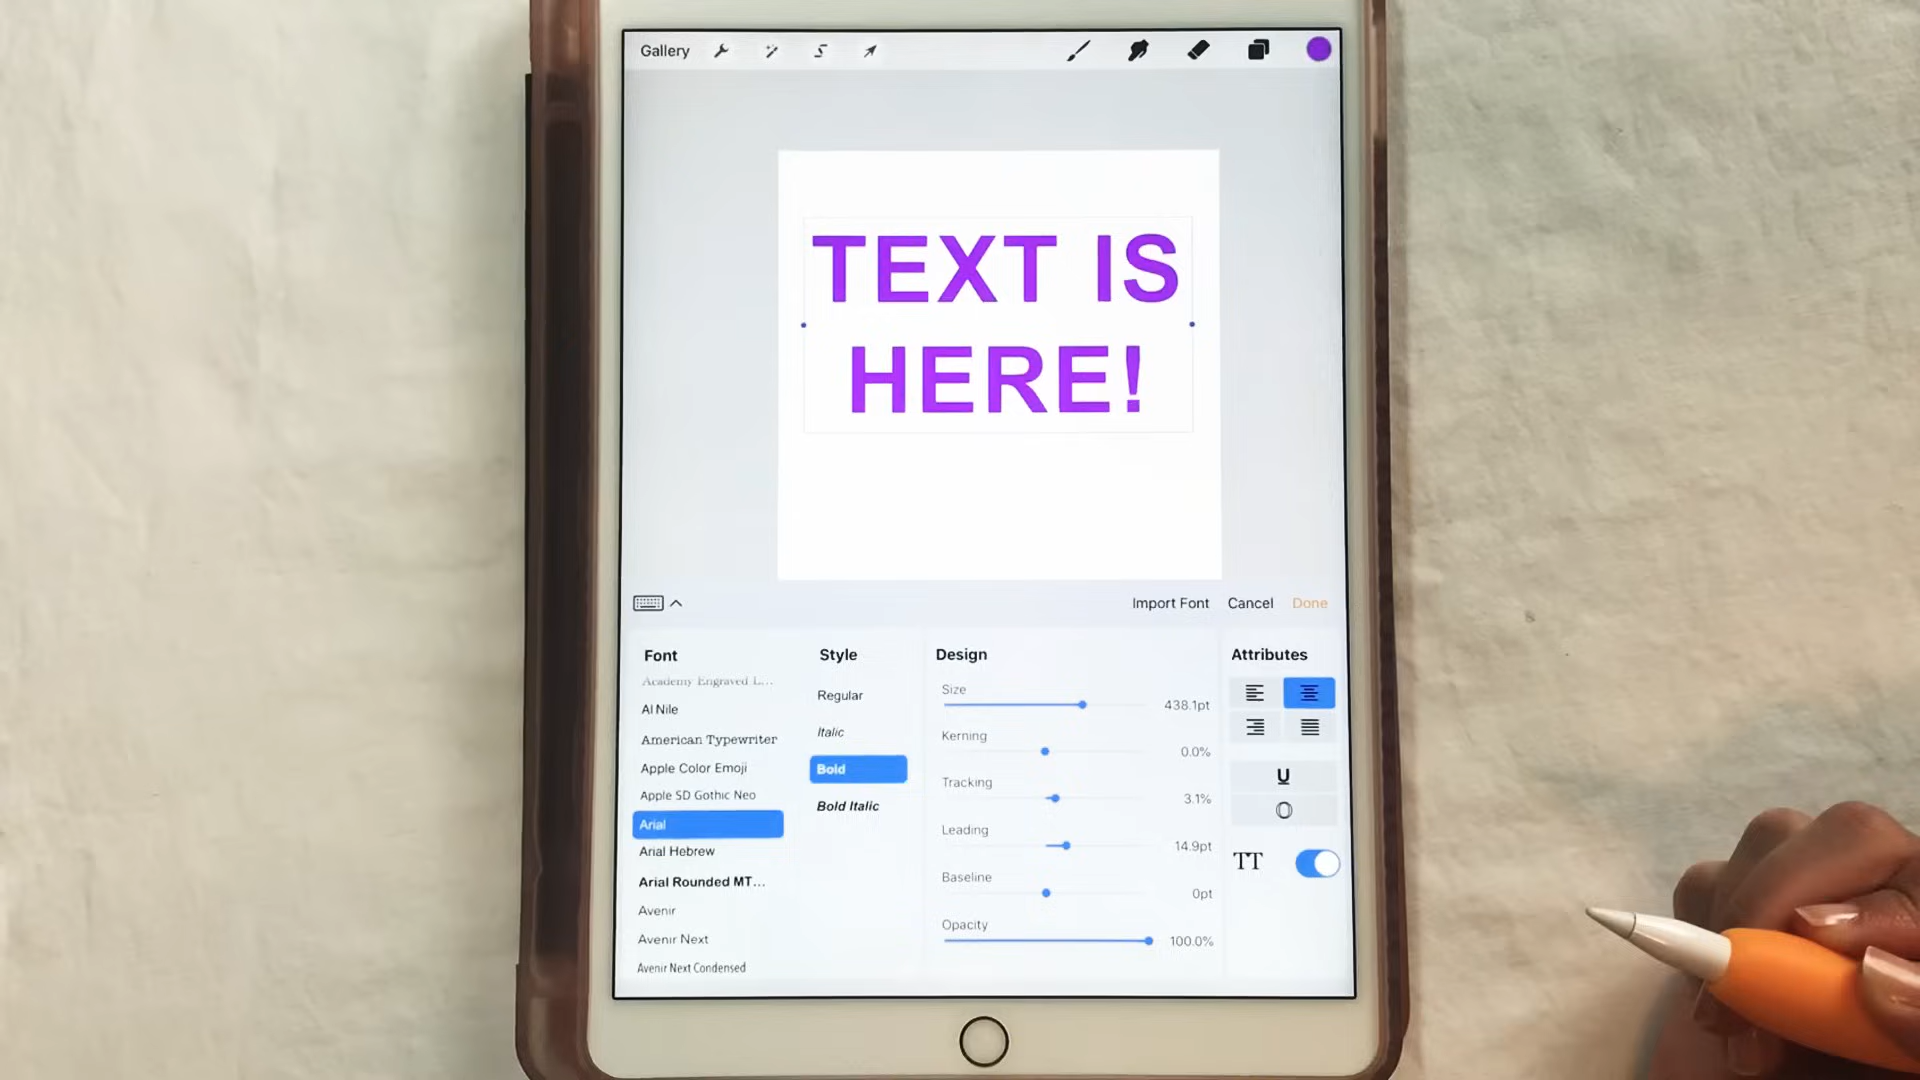 Gallery
TEXT IS
HERE!
Import Font Cancel Done
Font
Academy Engraved L...
Al Nile
American Typewriter
Apple Color Emoji
Apple SD Gothic Neo
Arial
Arial Hebrew
Arial Rounded MT...
Avenir
Avenir Next
Avenir Next Condensed
Style
Regular
Italic
Bold
Bold Italic
Design
Size 438.1pt
Kerning 0.0%
Tracking 3.1%
Leading 14.9pt
Baseline 0pt
Opacity 100.0%
Attributes
U
O
TT